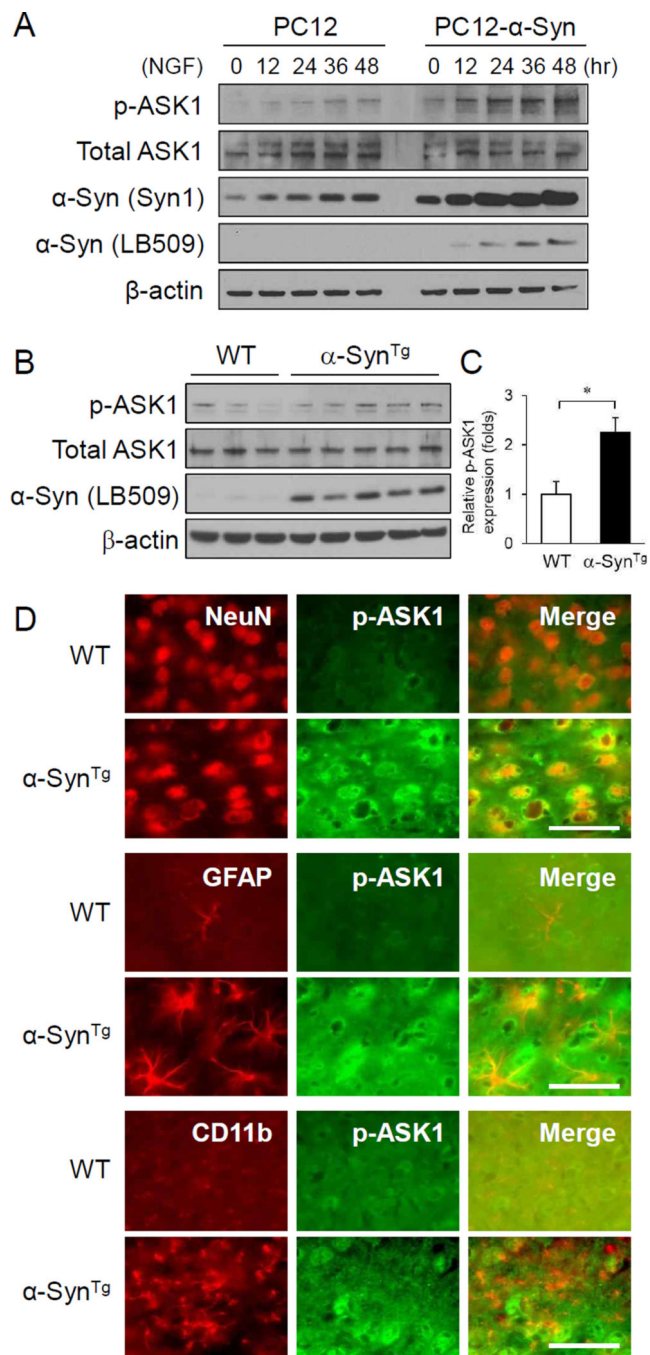 A
PC12 PC12-α-Syn
(NGF) 0 12 24 36 48 0 12 24 36 48 (hr)
p-ASK1
Total ASK1
α-Syn (Syn1)
α-Syn (LB509)
β-actin
B
WT α-SynTg
p-ASK1
Total ASK1
α-Syn (LB509)
β-actin
C
Relative p-ASK1
expression (folds)
3
2
1
0
*
WT α-SynTg
D
NeuN p-ASK1 Merge
WT
α-SynTg
GFAP p-ASK1 Merge
WT
α-SynTg
CD11b p-ASK1 Merge
WT
α-SynTg